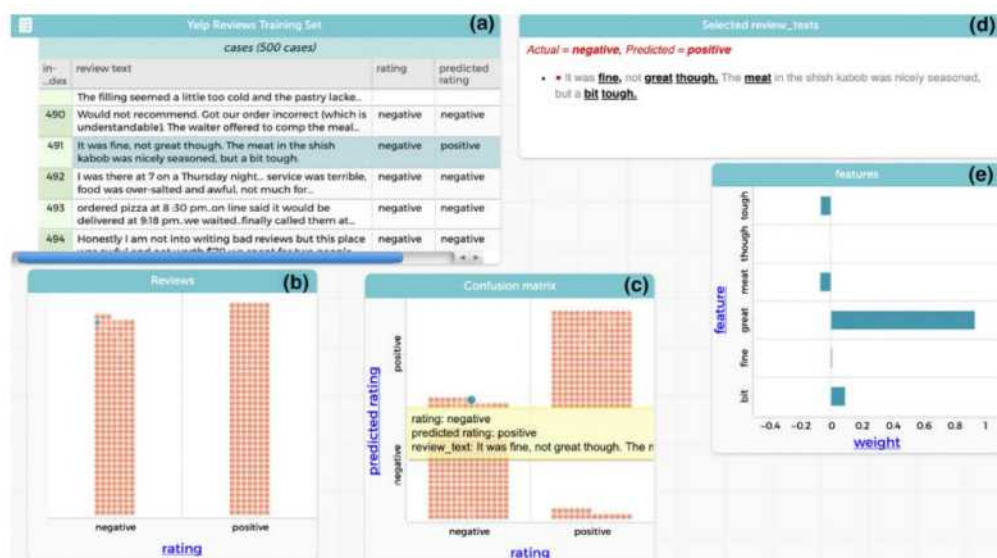 Yelp Reviews Training Set
(a)
cases (500 cases)
in-
...dex
review text
rating
predicted
rating
The filling seemed a little too cold and the pastry lacke...
490
Would not recommend. Got our order incorrect (which is
understandable). The waiter offered to comp the meal...
negative
negative
491
It was fine, not great though. The meat in the shish
kabob was nicely seasoned, but a bit tough.
negative
positive
492
I was there at 7 on a Thursday night... service was terrible,
food was over-salted and awful, not much for...
negative
negative
493
ordered pizza at 8 :30 pm..on line said it would be
delivered at 9:18 pm..we waited..finally called them at...
negative
negative
494
Honestly I am not into writing bad reviews but this place
negative
negative
Selected review_texts
(d)
Actual = negative, Predicted = positive
• It was fine, not great though. The meat in the shish kabob was nicely seasoned,
but a bit tough.
Reviews
(b)
negative
positive
rating
Confusion matrix
(c)
positive
predicted rating
negative
rating: negative
predicted rating: positive
review_text: It was fine, not great though. The m
negative
positive
rating
features
(e)
tough
though
meat
great
fine
bit
feature
-0.4 -0.2 0 0.2 0.4 0.6 0.8 1
weight